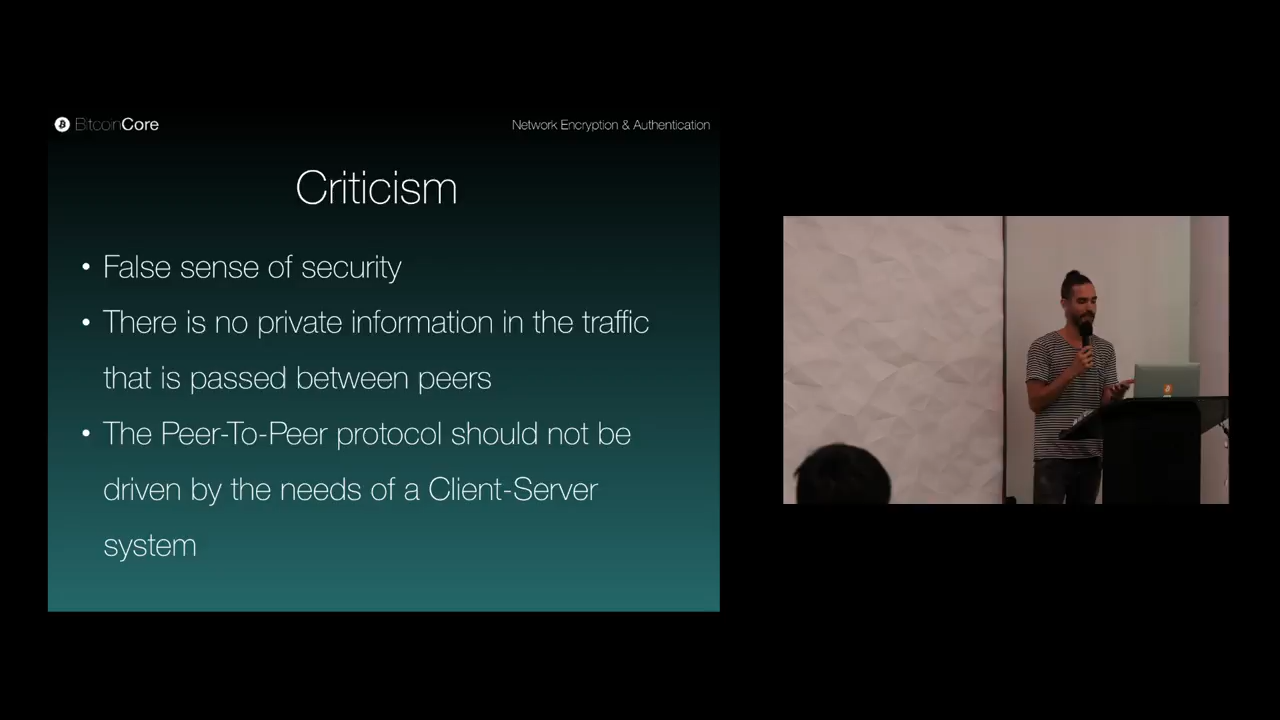 BitcoinCore
Network Encryption & Authentication
Criticism
• False sense of security
• There is no private information in the traffic
that is passed between peers
• The Peer-To-Peer protocol should not be
driven by the needs of a Client-Server
system